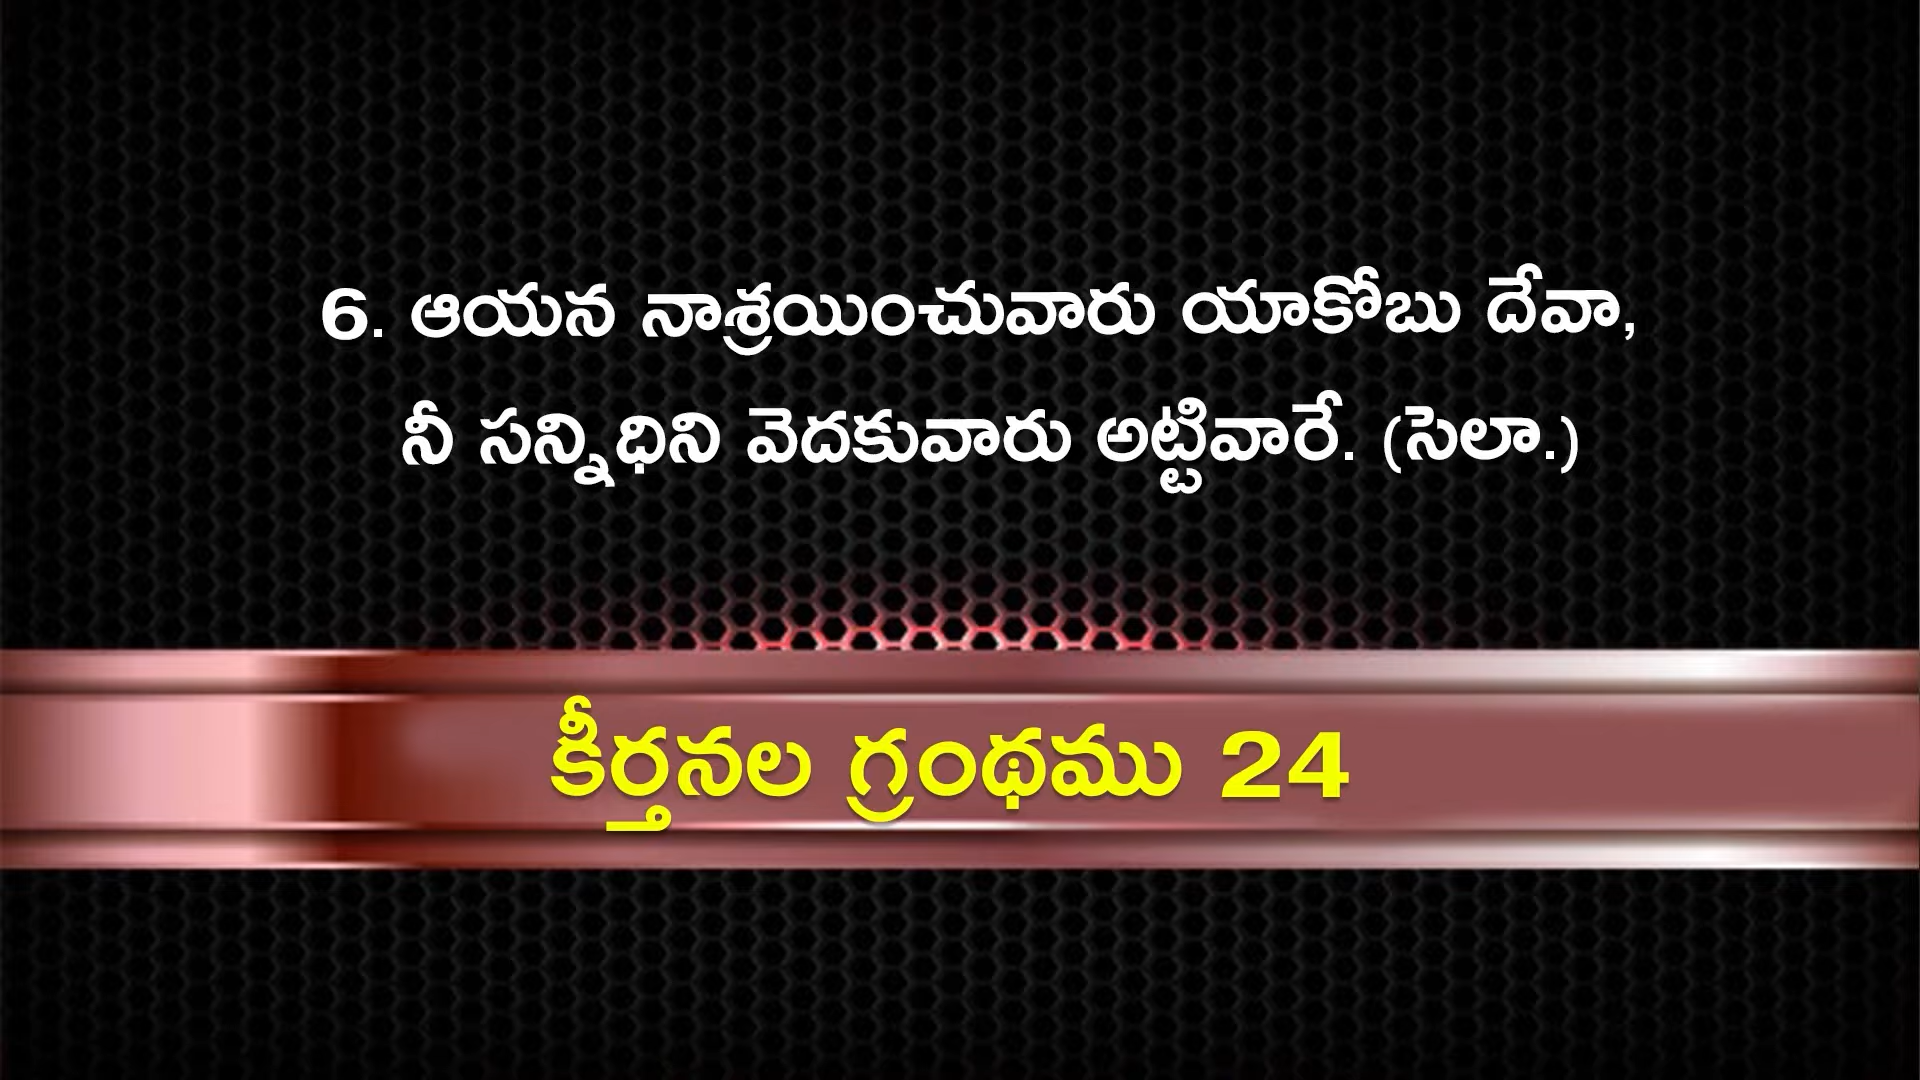 6. ఆయన నాశ్రయించువారు యాకోబు దేవా,
నీ సన్నిధిని వెదకువారు అట్టివారే. (సెలా.)
కీర్తనల గ్రంథము 24